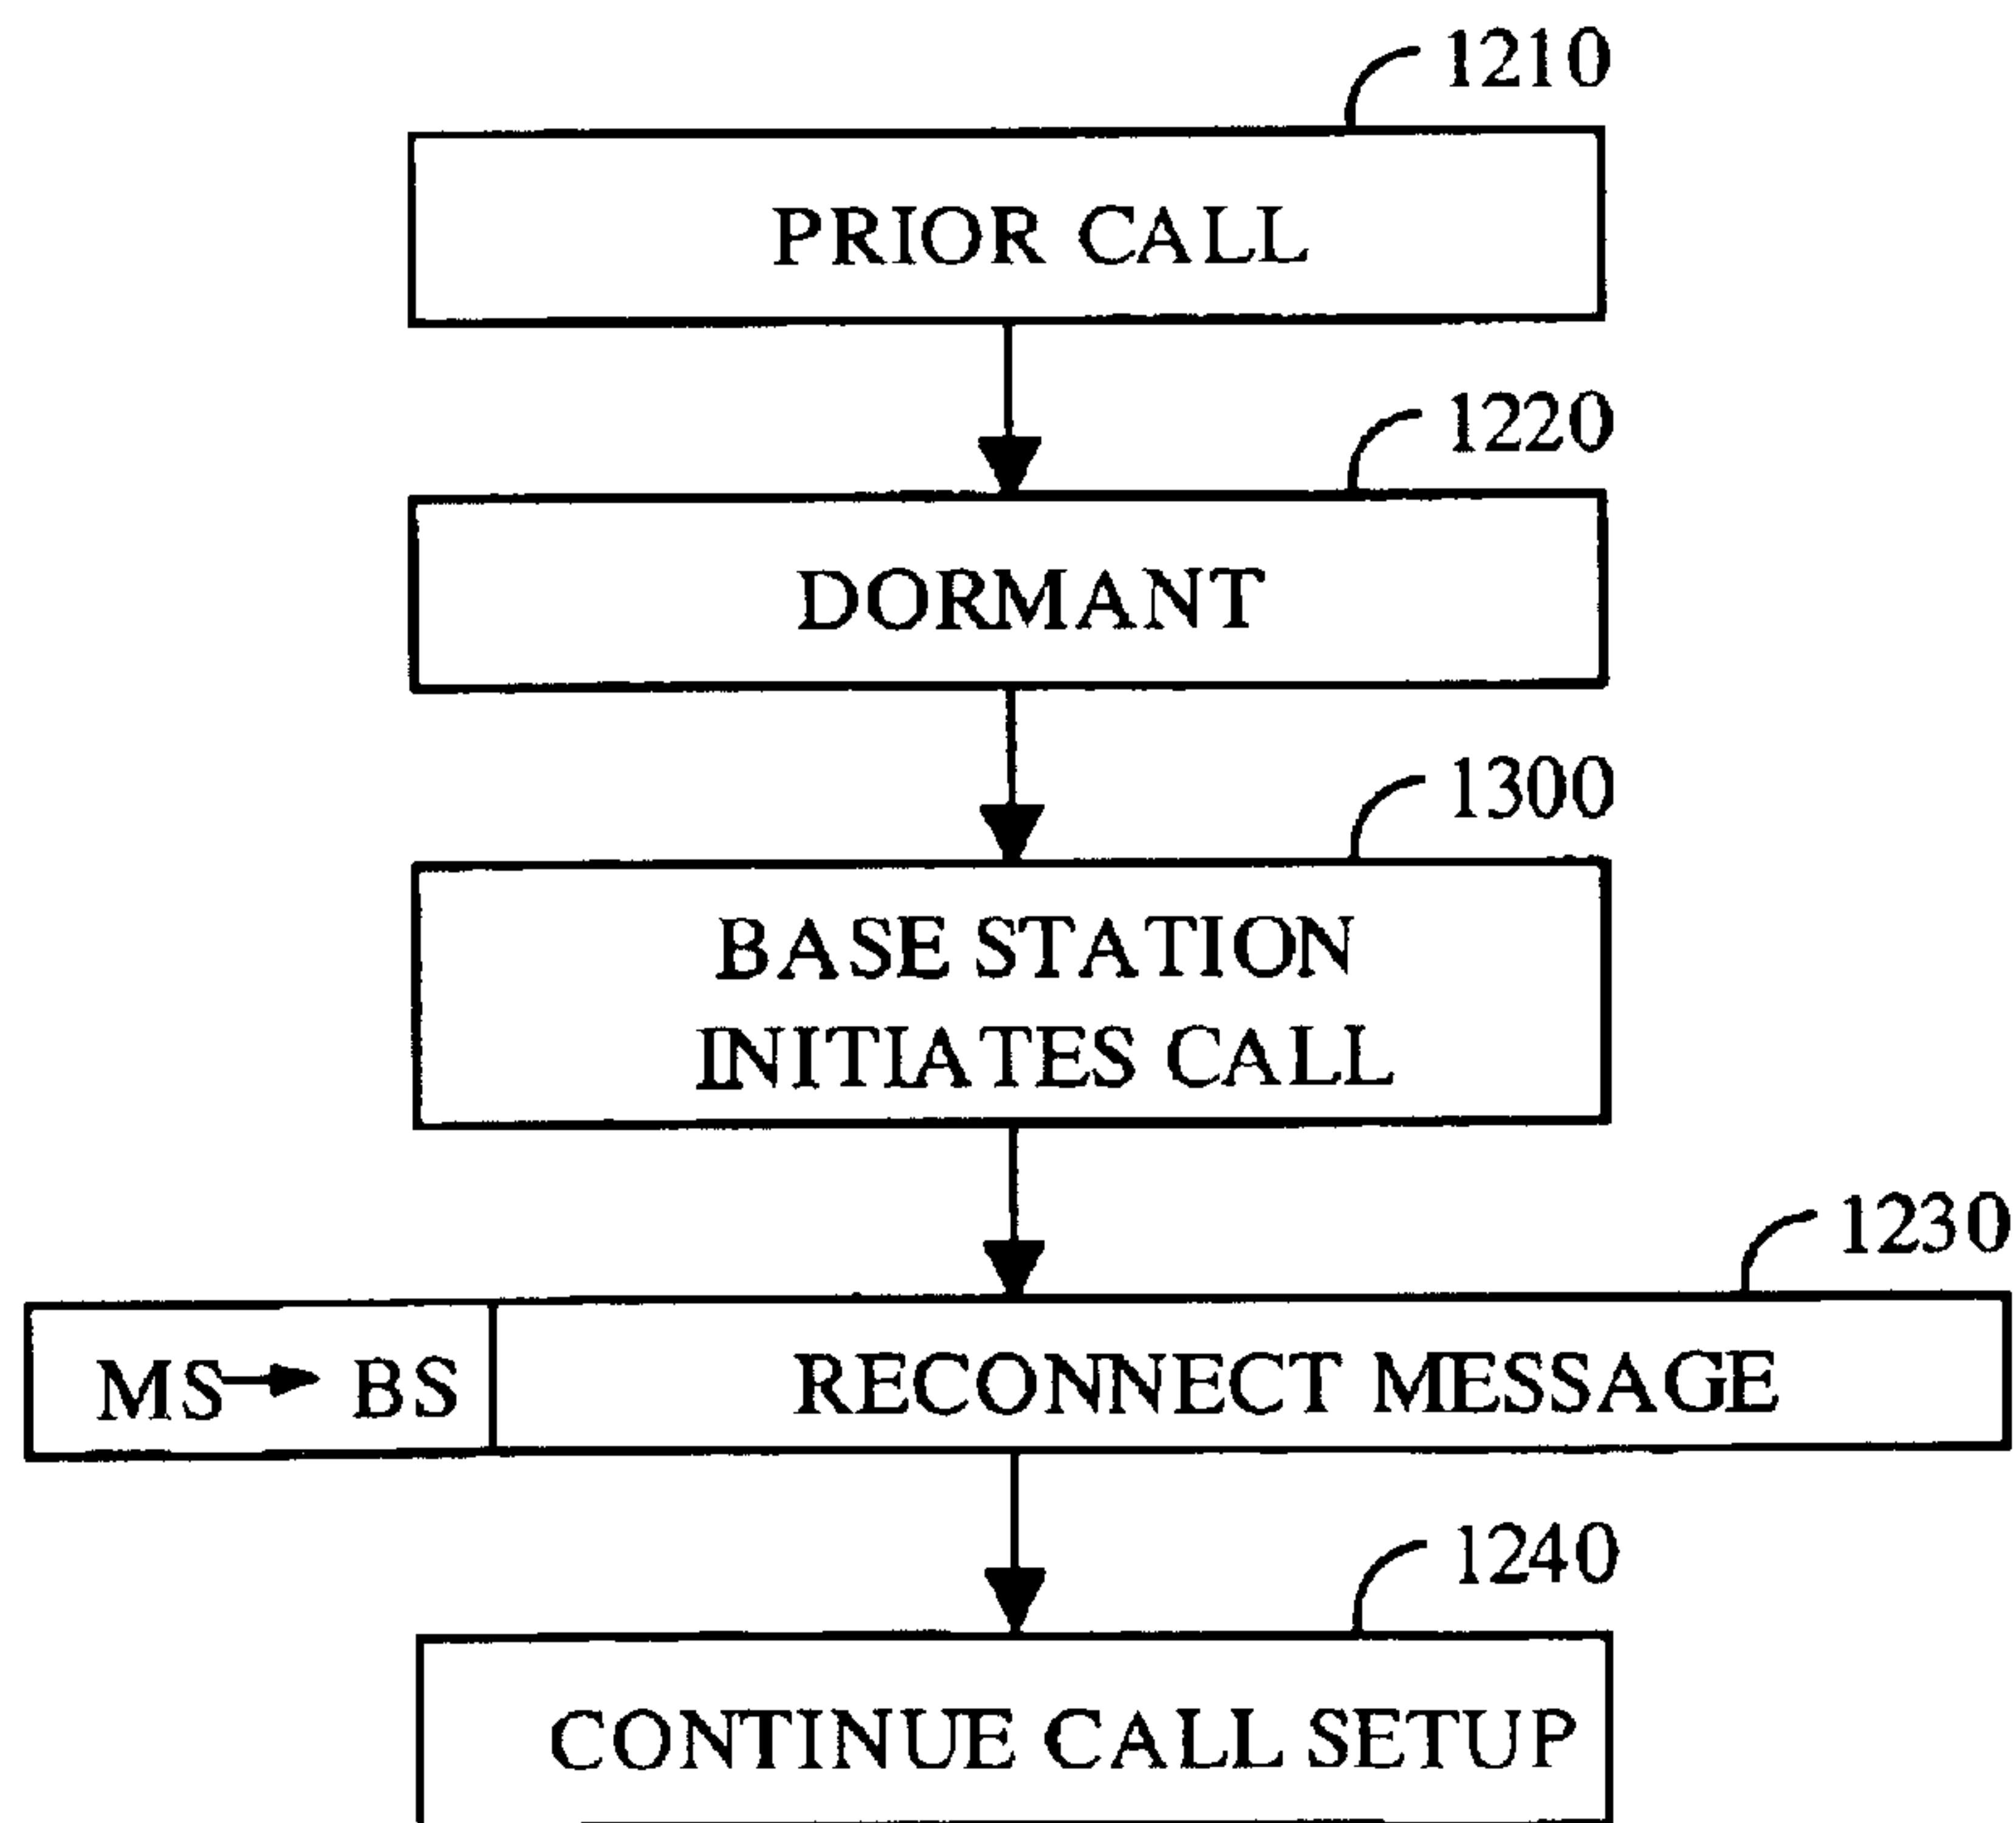 1210
PRIOR CALL
1220
DORMANT
1300
BASE STATION
INITIATES CALL
1230
MS BS RECONNECT MESSAGE
1240
CONTINUE CALL SETUP